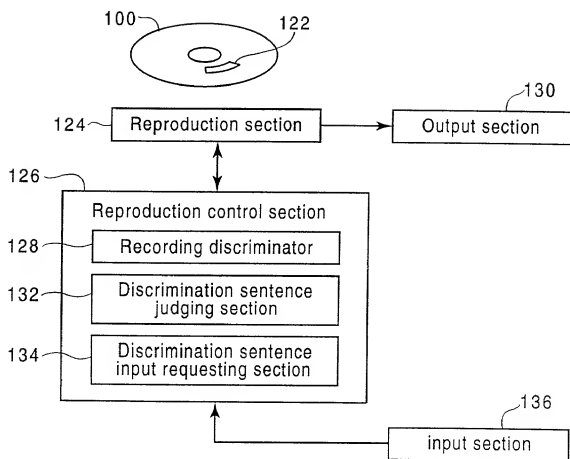 100
122
130
124
Reproduction section
Output section
126
Reproduction control section
128
Recording discriminator
132
Discrimination sentence
judging section
134
Discrimination sentence
input requesting section
136
input section